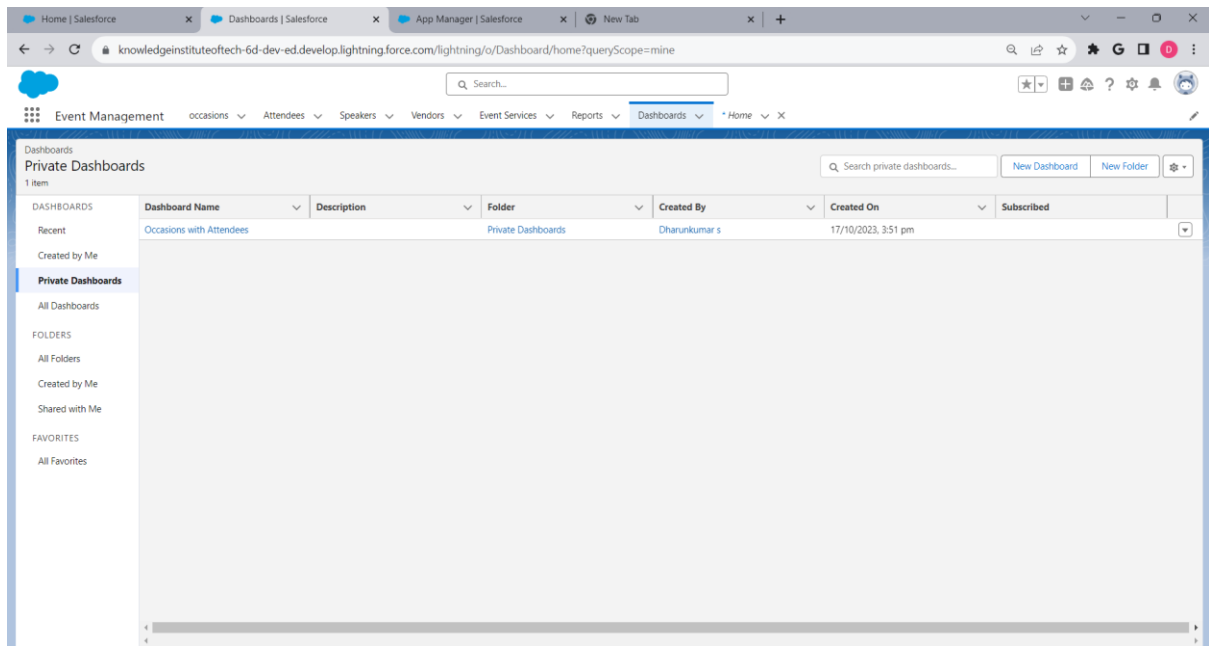 Home | Salesforce
Dashboards | Salesforce
App Manager | Salesforce
New Tab
knowledgeinstituteoftech-6d-dev-ed.develop.lightning.force.com/lightning/o/Dashboard/home?queryScope=mine
G
D
Search...
Event Management
occasions
Attendees
Speakers
Vendors
Event Services
Reports
Dashboards
* Home
Dashboards
Private Dashboards
1 item
Search private dashboards...
New Dashboard
New Folder
DASHBOARDS
Recent
Created by Me
Private Dashboards
All Dashboards
FOLDERS
All Folders
Created by Me
Shared with Me
FAVORITES
All Favorites
Dashboard Name Description Folder Created By Created On Subscribed
Occasions with Attendees Private Dashboards Dharunkumar s 17/10/2023, 3:51 pm